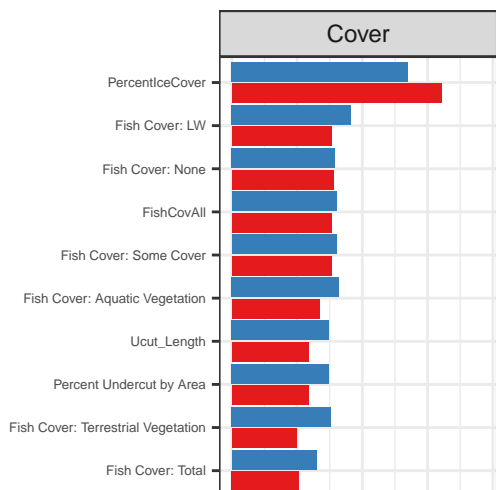 Cover
PercentIceCover
Fish Cover: LW
Fish Cover: None
FishCovAll
Fish Cover: Some Cover
Fish Cover: Aquatic Vegetation
Ucut_Length
Percent Undercut by Area
Fish Cover: Terrestrial Vegetation
Fish Cover: Total